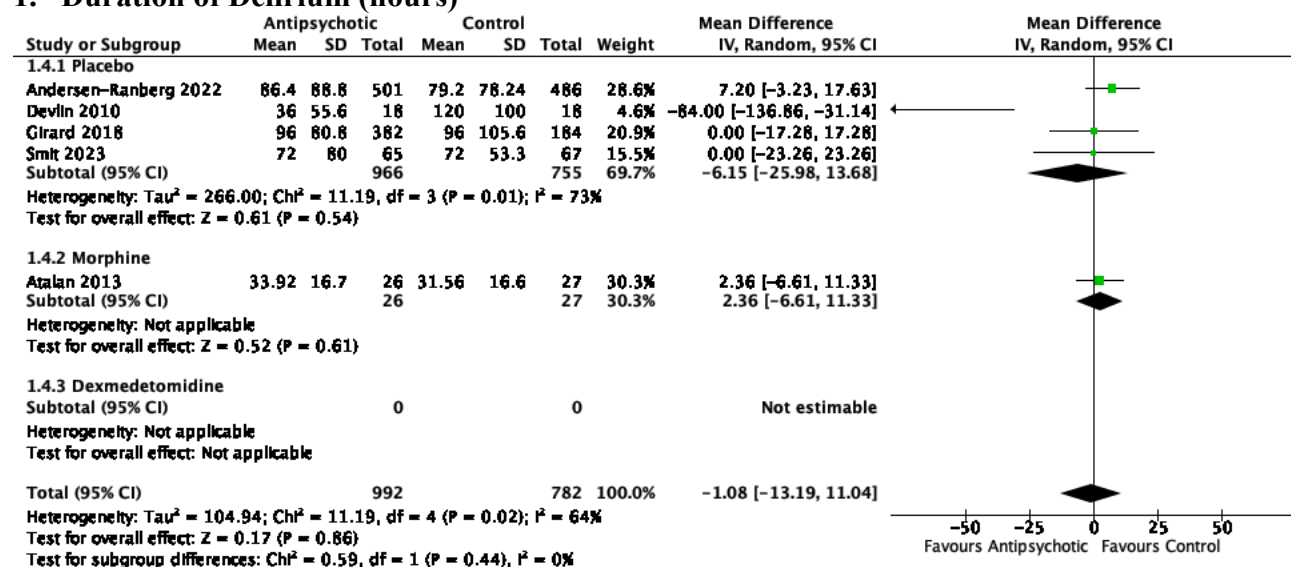 1. Duration of Delirium (hours)
Antipsychotic Control Mean Difference Mean Difference
Study or Subgroup Mean SD Total Mean SD Total Weight IV, Random, 95% CI IV, Random, 95% CI
1.4.1 Placebo
Andersen-Ranberg 2022 86.4 88.8 501 79.2 78.24 486 28.6% 7.20 [-3.23, 17.63]
Devlin 2010 36 55.6 18 120 100 18 4.6% -84.00 [-136.86, -31.14]
Girard 2018 96 80.8 382 96 105.6 184 20.9% 0.00 [-17.28, 17.28]
Smit 2023 72 80 65 72 53.3 67 15.5% 0.00 [-23.26, 23.26]
Subtotal (95% CI) 966 755 69.7% -6.15 [-25.98, 13.68]
Heterogeneity: Tau² = 266.00; Chi² = 11.19, df = 3 (P = 0.01); I² = 73%
Test for overall effect: Z = 0.61 (P = 0.54)
1.4.2 Morphine
Atalan 2013 33.92 16.7 26 31.56 16.6 27 30.3% 2.36 [-6.61, 11.33]
Subtotal (95% CI) 26 27 30.3% 2.36 [-6.61, 11.33]
Heterogeneity: Not applicable
Test for overall effect: Z = 0.52 (P = 0.61)
1.4.3 Dexmedetomidine
Subtotal (95% CI) 0 0 Not estimable
Heterogeneity: Not applicable
Test for overall effect: Not applicable
Total (95% CI) 992 782 100.0% -1.08 [-13.19, 11.04]
Heterogeneity: Tau² = 104.94; Chi² = 11.19, df = 4 (P = 0.02); I² = 64%
Test for overall effect: Z = 0.17 (P = 0.86)
Test for subgroup differences: Chi² = 0.59, df = 1 (P = 0.44), I² = 0%
-50 -25 0 25 50
Favours Antipsychotic Favours Control